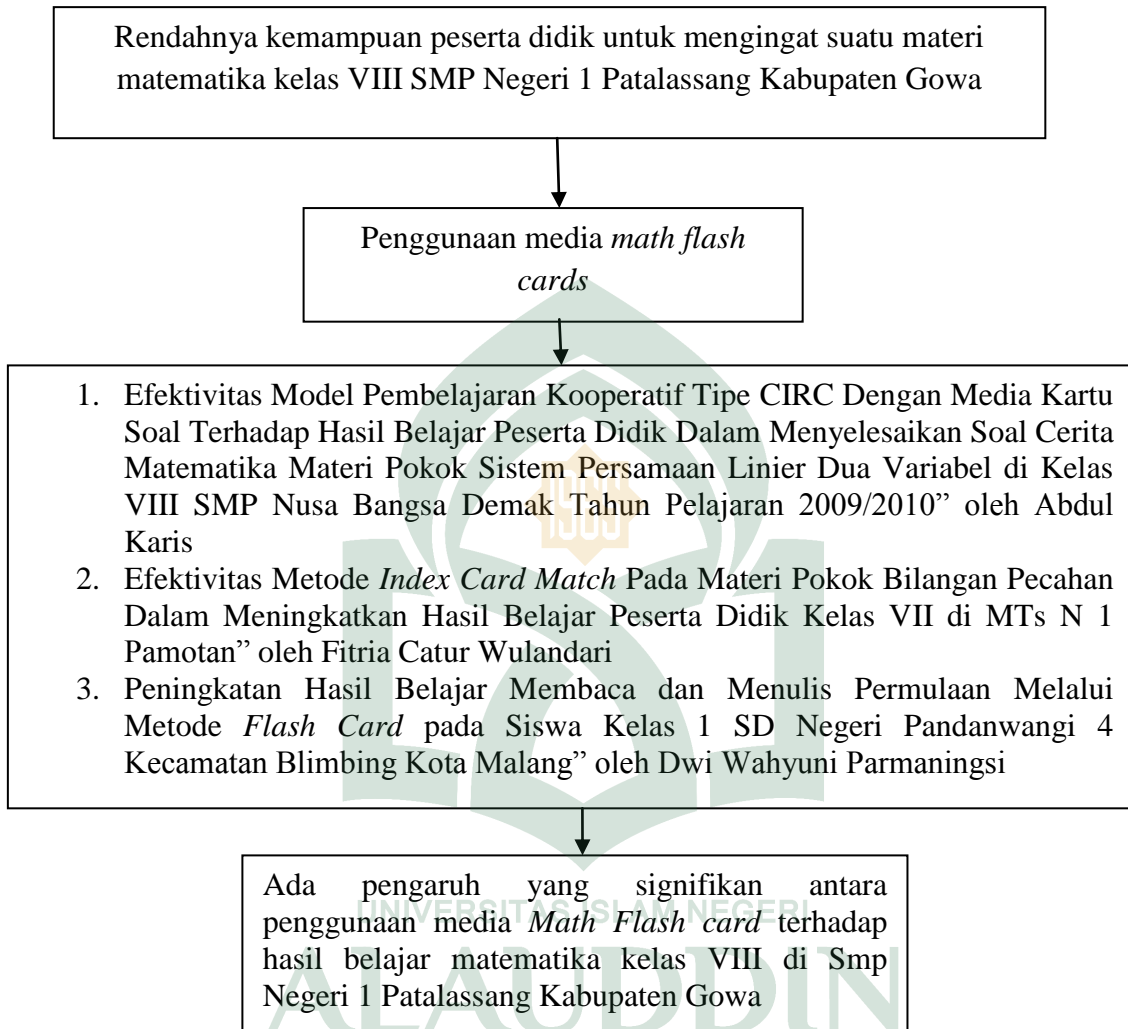 Rendahnya kemampuan peserta didik untuk mengingat suatu materi
matematika kelas VIII SMP Negeri 1 Patalassang Kabupaten Gowa
Penggunaan media math flash
cards
1. Efektivitas Model Pembelajaran Kooperatif Tipe CIRC Dengan Media Kartu
Soal Terhadap Hasil Belajar Peserta Didik Dalam Menyelesaikan Soal Cerita
Matematika Materi Pokok Sistem Persamaan Linier Dua Variabel di Kelas
VIII SMP Nusa Bangsa Demak Tahun Pelajaran 2009/2010” oleh Abdul
Karis
2. Efektivitas Metode Index Card Match Pada Materi Pokok Bilangan Pecahan
Dalam Meningkatkan Hasil Belajar Peserta Didik Kelas VII di MTs N 1
Pamotan” oleh Fitria Catur Wulandari
3. Peningkatan Hasil Belajar Membaca dan Menulis Permulaan Melalui
Metode Flash Card pada Siswa Kelas 1 SD Negeri Pandanwangi 4
Kecamatan Blimbing Kota Malang” oleh Dwi Wahyuni Parmaningsi
Ada pengaruh yang signifikan antara
penggunaan media Math Flash card terhadap
hasil belajar matematika kelas VIII di Smp
Negeri 1 Patalassang Kabupaten Gowa
UNIVERSITAS ISLAM NEGERI
ALAUDDIN